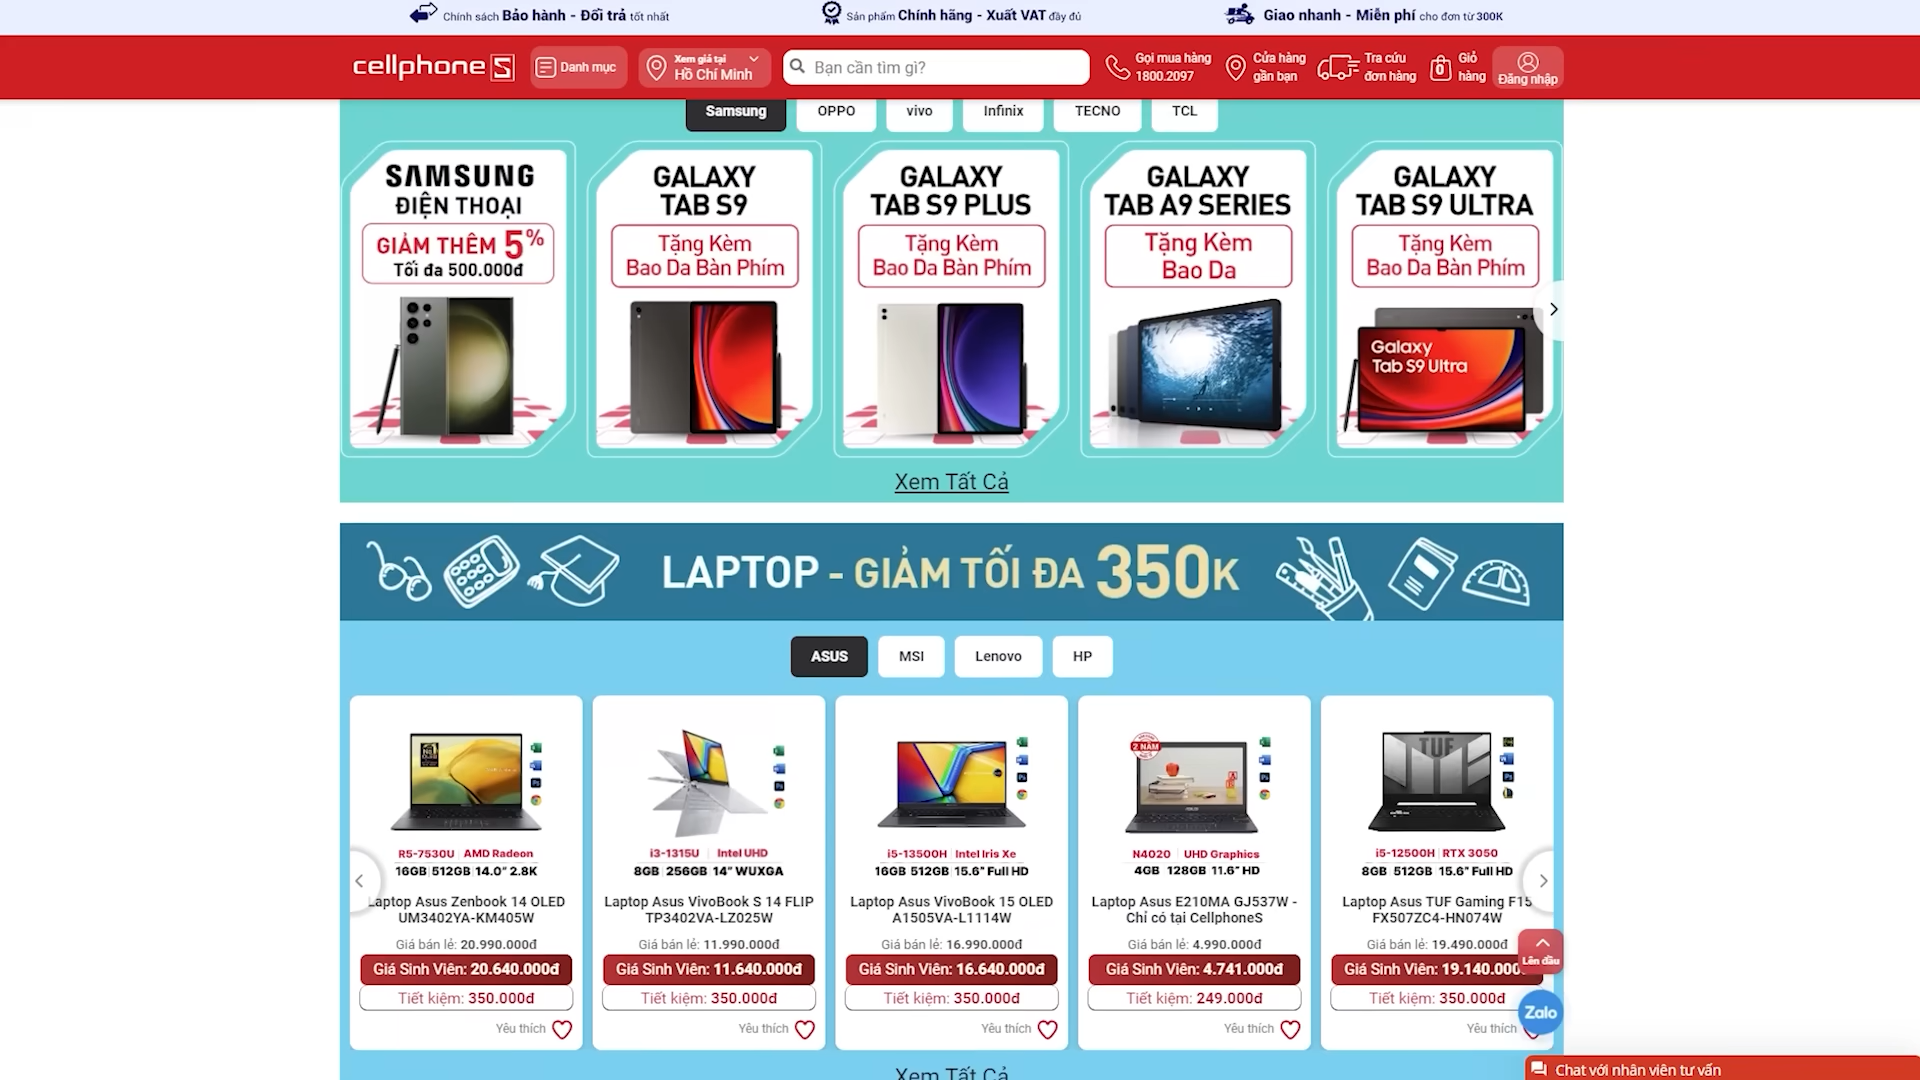 Chính sách Bảo hành - Đổi trả tốt nhất
Sản phẩm Chính hãng - Xuất VAT đầy đủ
Giao nhanh - Miễn phí cho đơn từ 300K
cellphoneS
Danh mục
Xem giá tại
Hồ Chí Minh
Bạn cần tìm gì?
Gọi mua hàng
1800.2097
Cửa hàng
gần bạn
Tra cứu
đơn hàng
0
Giỏ
hàng
Đăng nhập
Samsung
OPPO
vivo
Infinix
TECNO
TCL
SAMSUNG
ĐIỆN THOẠI
GIẢM THÊM 5%
Tối đa 500.000đ
GALAXY
TAB S9
Tặng Kèm
Bao Da Bàn Phím
GALAXY
TAB S9 PLUS
Tặng Kèm
Bao Da Bàn Phím
GALAXY
TAB A9 SERIES
Tặng Kèm
Bao Da
GALAXY
TAB S9 ULTRA
Tặng Kèm
Bao Da Bàn Phím
Galaxy
Tab S9 Ultra
Xem Tất Cả
LAPTOP - GIẢM TỐI ĐA 350K
ASUS
MSI
Lenovo
HP
R5-7530U | AMD Radeon
16GB 512GB 14.0" 2.8K
Laptop Asus Zenbook 14 OLED
UM3402YA-KM405W
Giá bán lẻ: 20.990.000đ
Giá Sinh Viên: 20.640.000đ
Tiết kiệm: 350.000đ
Yêu thích
i3-1315U | Intel UHD
8GB 256GB 14" WUXGA
Laptop Asus VivoBook S 14 FLIP
TP3402VA-LZ025W
Giá bán lẻ: 11.990.000đ
Giá Sinh Viên: 11.640.000đ
Tiết kiệm: 350.000đ
Yêu thích
i5-13500H Intel Iris Xe
16GB 512GB 15.6" Full HD
Laptop Asus VivoBook 15 OLED
A1505VA-L1114W
Giá bán lẻ: 16.990.000đ
Giá Sinh Viên: 16.640.000đ
Tiết kiệm: 350.000đ
Yêu thích
2 NĂM
N4020 UHD Graphics
4GB 128GB 11.6" HD
Laptop Asus E210MA GJ537W -
Chỉ có tại CellphoneS
Giá bán lẻ: 4.990.000đ
Giá Sinh Viên: 4.741.000đ
Tiết kiệm: 249.000đ
Yêu thích
TUF
i5-12500H | RTX 3050
8GB 512GB 15.6" Full HD
Laptop Asus TUF Gaming F15
FX507ZC4-HN074W
Giá bán lẻ: 19.490.000đ
Giá Sinh Viên: 19.140.000
Tiết kiệm: 350.000đ
Yêu thích
Lên đầu
Zalo
Xem Tất Cả
Chat với nhân viên tư vấn